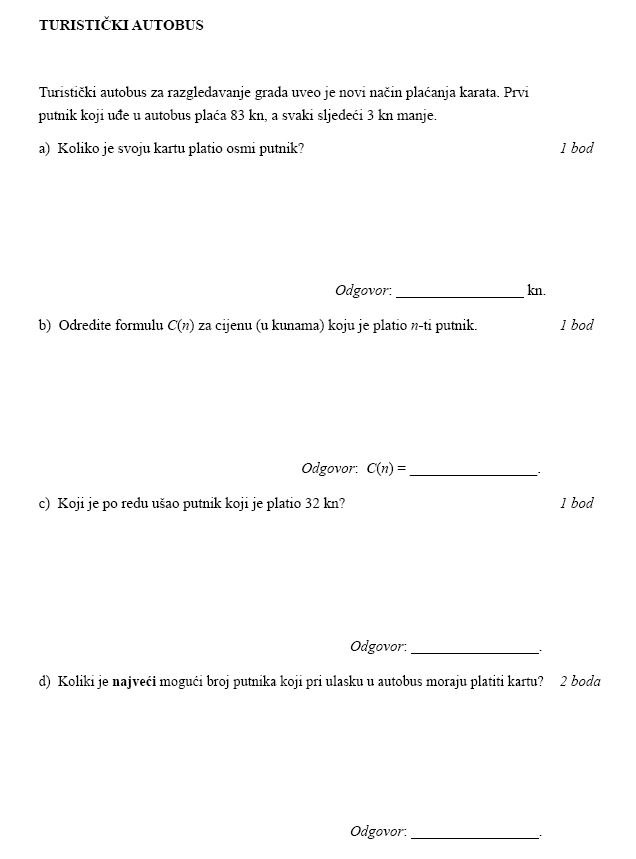 TURISTIČKI AUTOBUS
Turistički autobus za razgledavanje grada uveo je novi način plaćanja karata. Prvi
putnik koji uđe u autobus plaća 83 kn, a svaki sljedeći 3 kn manje.
a) Koliko je svoju kartu platio osmi putnik? 1 bod
Odgovor: __________________ kn.
b) Odredite formulu C(n) za cijenu (u kunama) koju je platio n-ti putnik. 1 bod
Odgovor: C(n) = __________________.
c) Koji je po redu ušao putnik koji je platio 32 kn? 1 bod
Odgovor: __________________.
d) Koliki je najveći mogući broj putnika koji pri ulasku u autobus moraju platiti kartu? 2 boda
Odgovor: __________________.